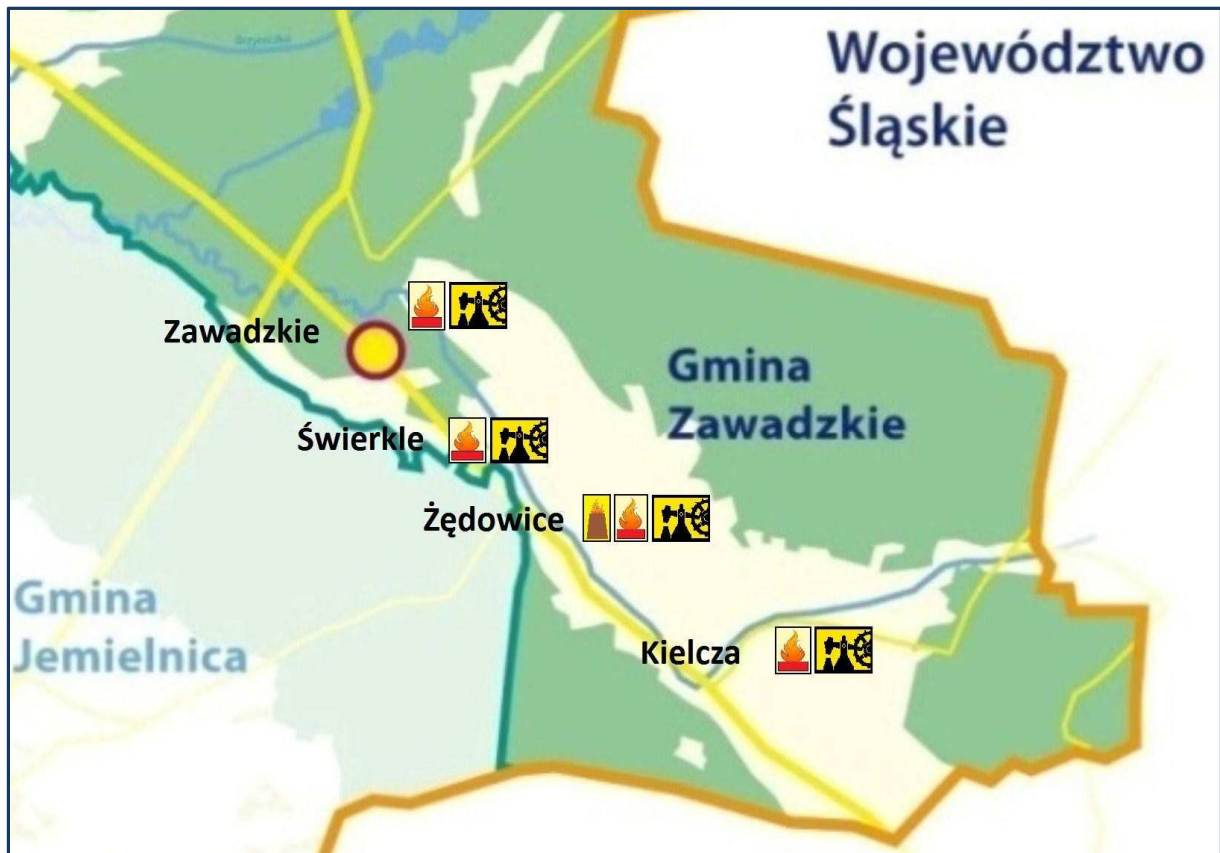 Województwo
Śląskie
Zawadzkie
Gmina
Zawadzkie
Świerkle
Żędowice
Gmina
Jemielnica
Kielcza